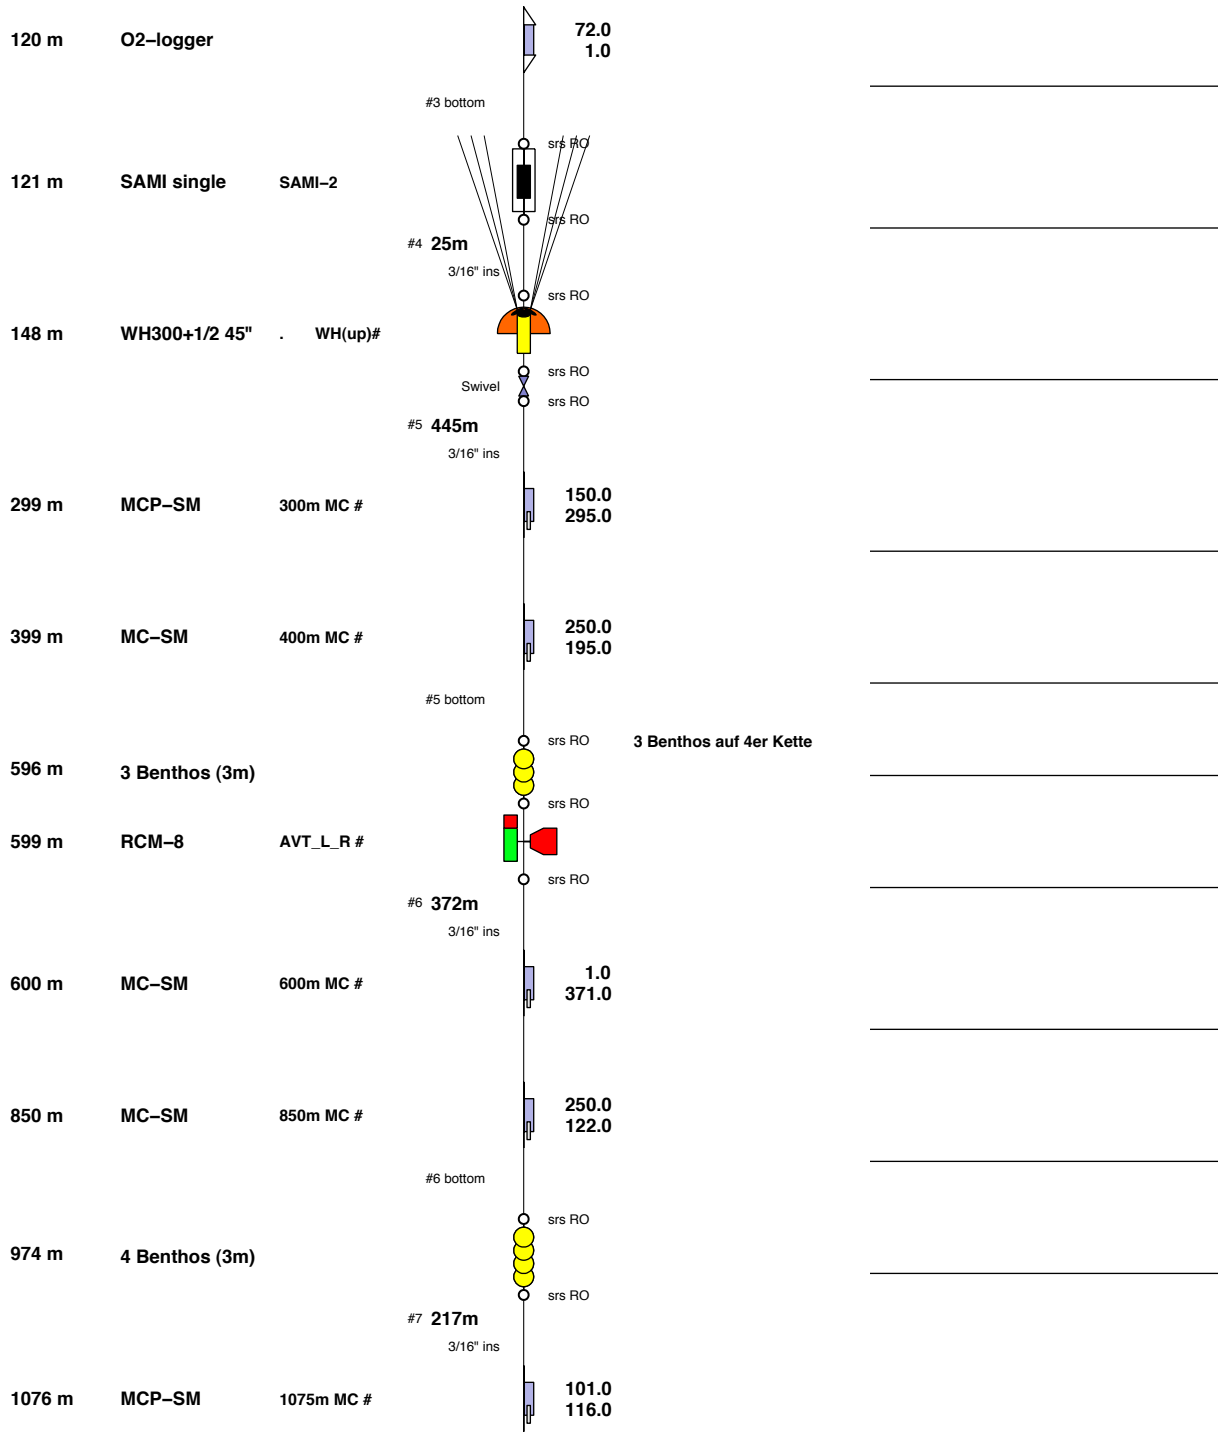 120 m O2−logger 72.0
1.0
#3 bottom
srs RO
121 m SAMI single SAMI−2
srs RO
#4 25m
3/16" ins
srs RO
148 m WH300+1/2 45" . WH(up)#
srs RO
Swivel
srs RO
#5 445m
3/16" ins
299 m MCP−SM 300m MC # 150.0
295.0
399 m MC−SM 400m MC # 250.0
195.0
#5 bottom
srs RO 3 Benthos auf 4er Kette
596 m 3 Benthos (3m)
srs RO
599 m RCM−8 AVT_L_R #
srs RO
#6 372m
3/16" ins
600 m MC−SM 600m MC # 1.0
371.0
850 m MC−SM 850m MC # 250.0
122.0
#6 bottom
srs RO
974 m 4 Benthos (3m)
srs RO
#7 217m
3/16" ins
1076 m MCP−SM 1075m MC # 101.0
116.0